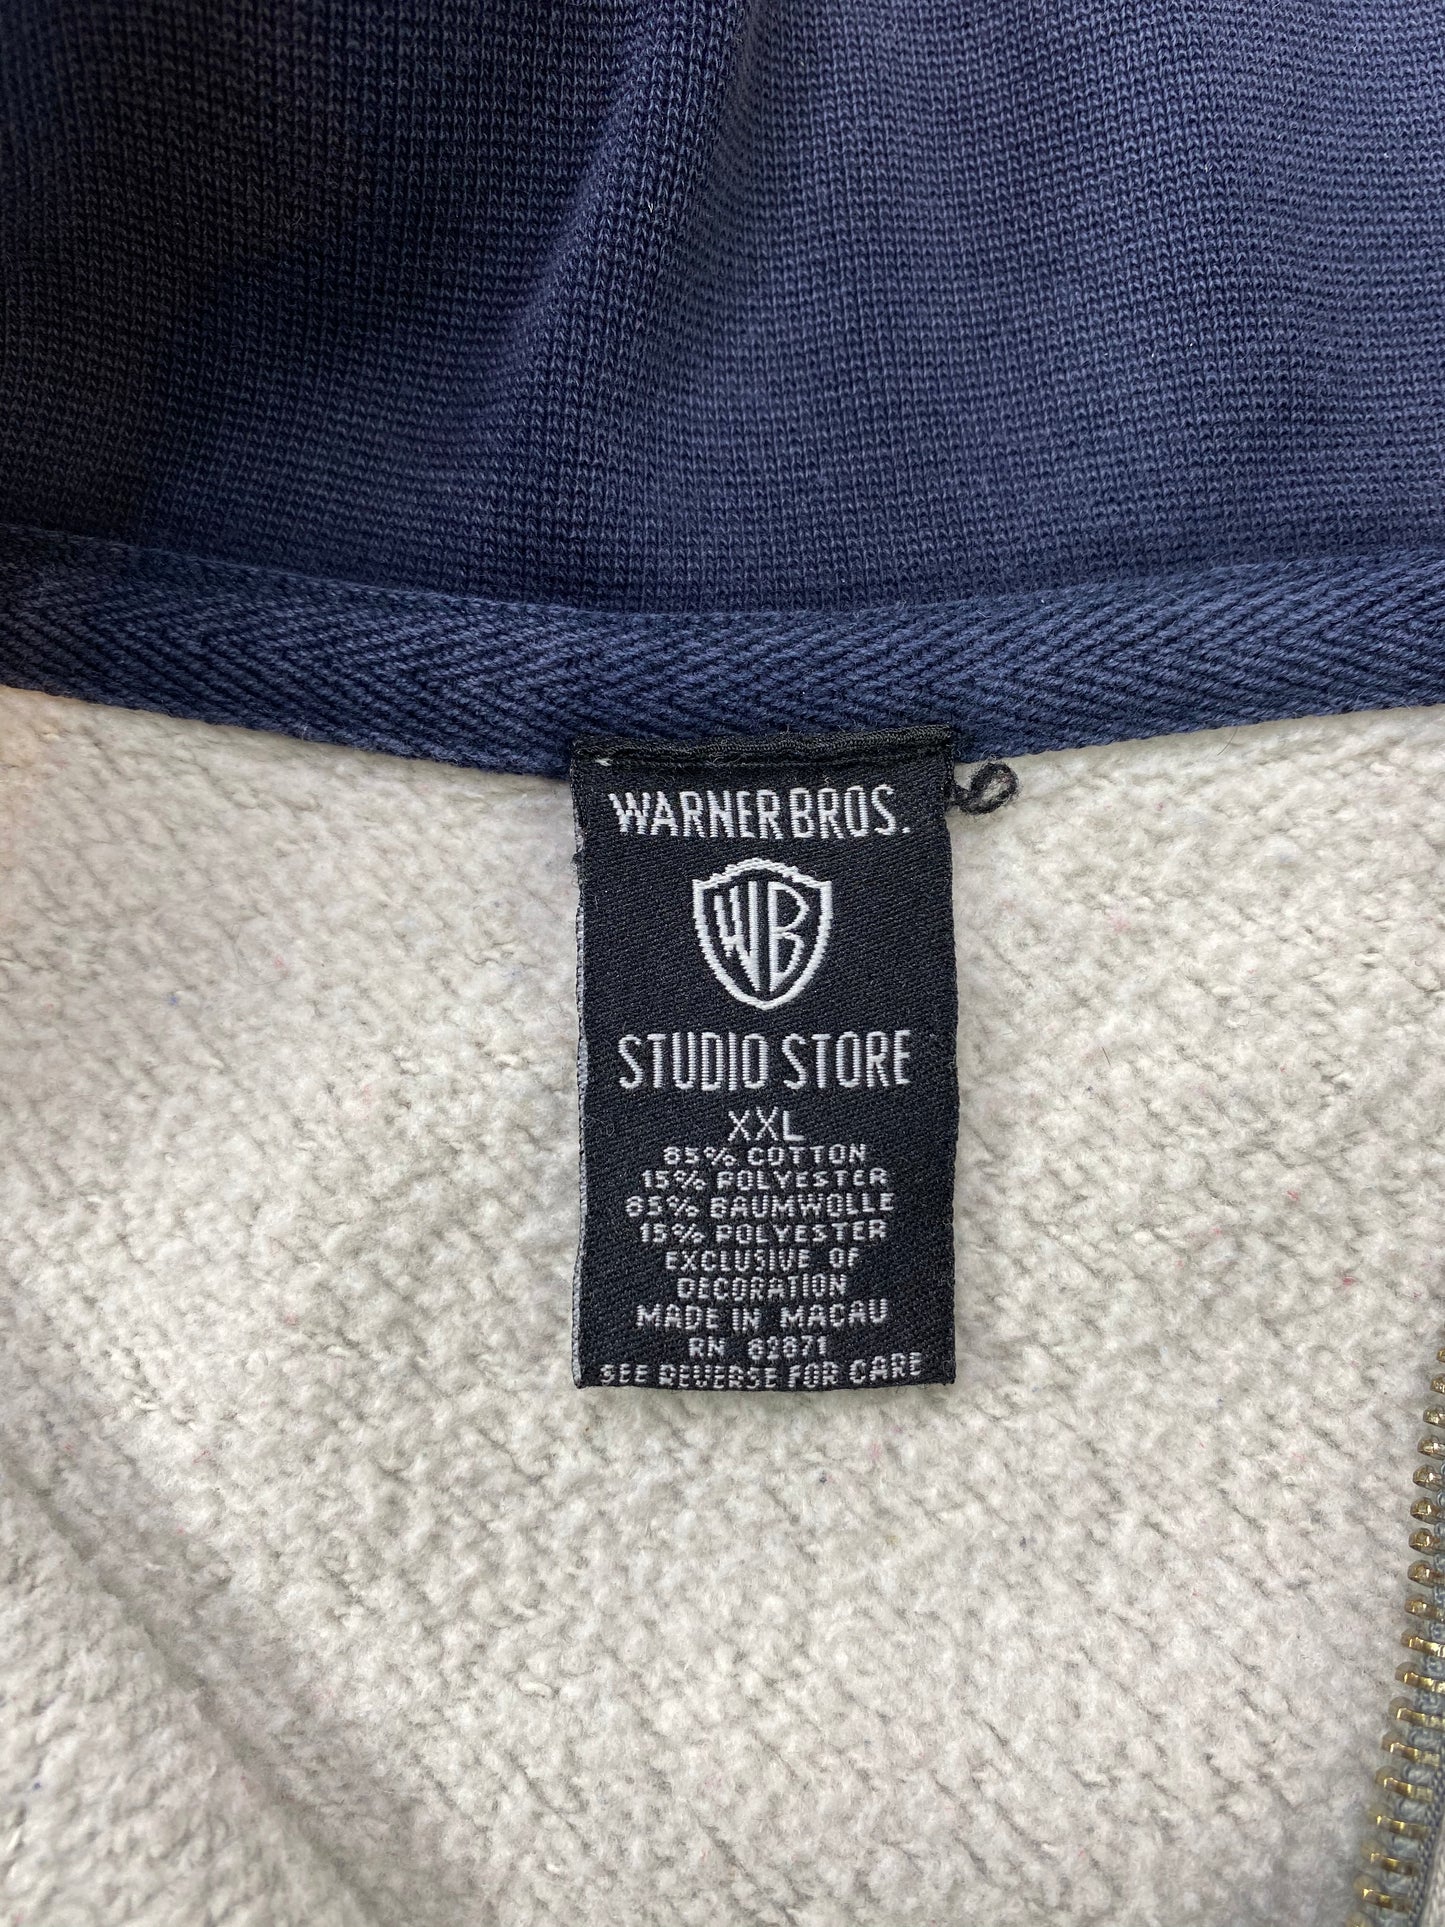 WARNER BROS.
WB
STUDIO STORE
XXL
85% COTTON
15% POLYESTER
85% BAUMWOLLE
15% POLYESTER
EXCLUSIVE OF
DECORATION
MADE IN MACAU
RN 82871
SEE REVERSE FOR CARE